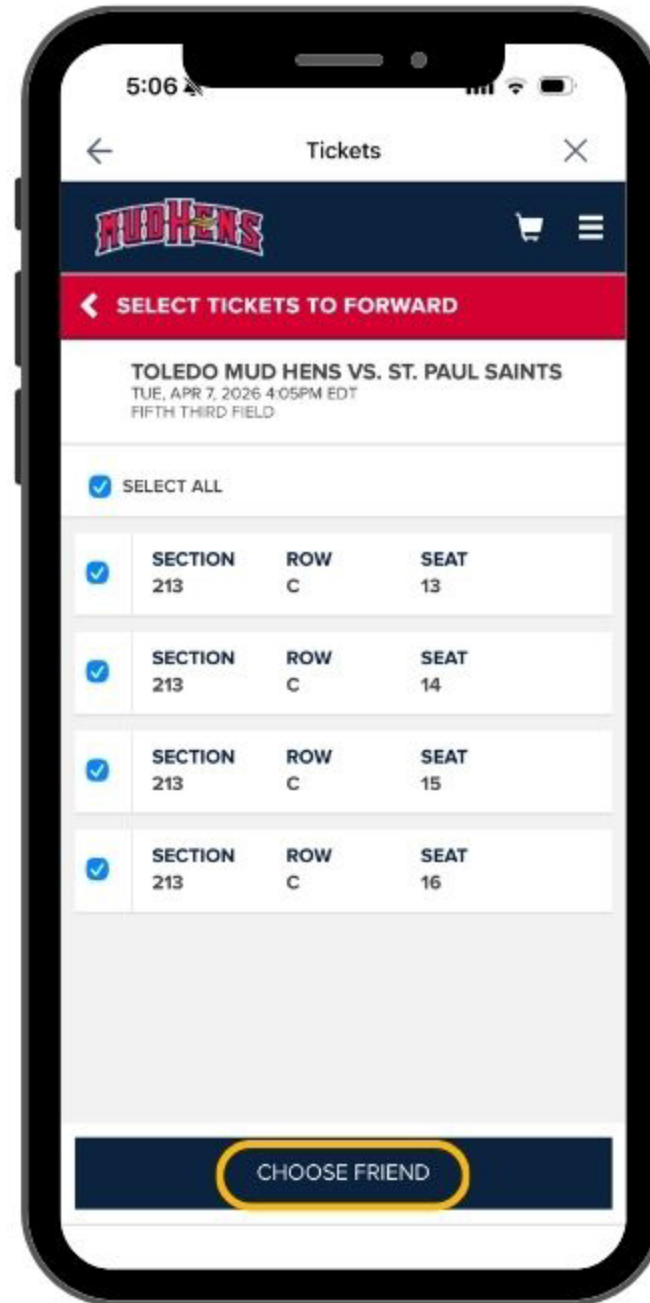 5:06
Tickets
MUDHENS
SELECT TICKETS TO FORWARD
TOLEDO MUD HENS VS. ST. PAUL SAINTS
TUE, APR 7, 2026 4:05PM EDT
FIFTH THIRD FIELD
SELECT ALL
SECTION ROW SEAT
213 C 13
SECTION ROW SEAT
213 C 14
SECTION ROW SEAT
213 C 15
SECTION ROW SEAT
213 C 16
CHOOSE FRIEND